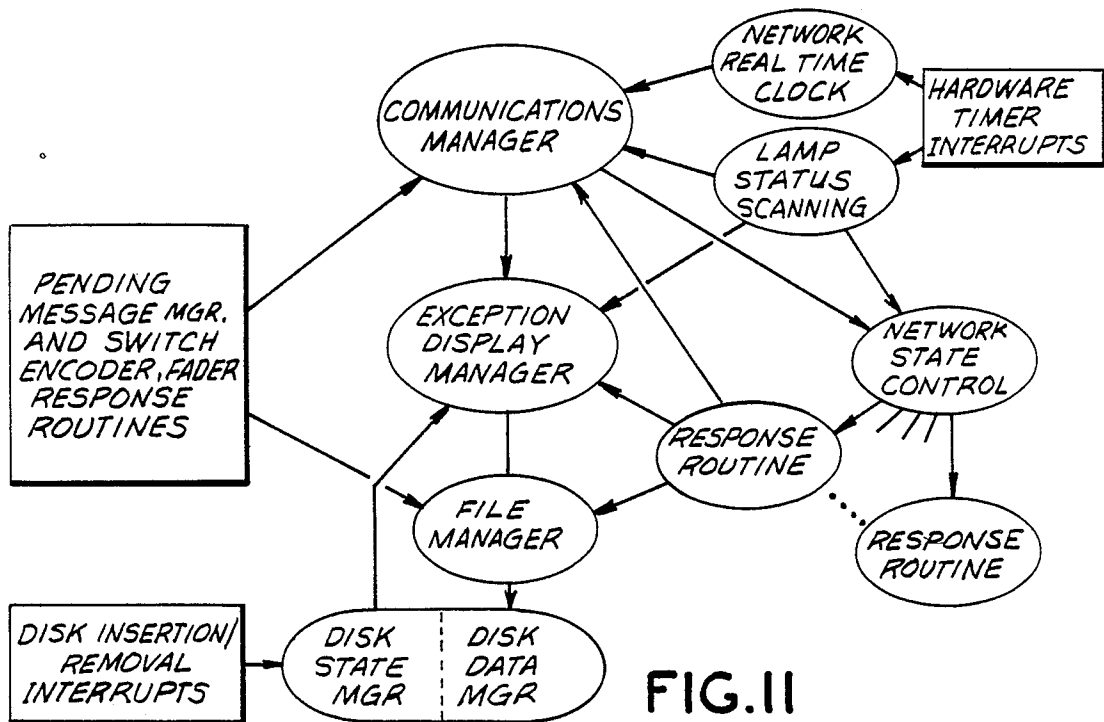 NETWORK
REAL TIME
CLOCK
HARDWARE
TIMER
INTERRUPTS
COMMUNICATIONS
MANAGER
LAMP
STATUS
SCANNING
PENDING
MESSAGE MGR.
AND SWITCH
ENCODER, FADER
RESPONSE
ROUTINES
EXCEPTION
DISPLAY
MANAGER
NETWORK
STATE
CONTROL
RESPONSE
ROUTINE
FILE
MANAGER
RESPONSE
ROUTINE
DISK INSERTION/
REMOVAL
INTERRUPTS
DISK
STATE
MGR
DISK
DATA
MGR
FIG.11